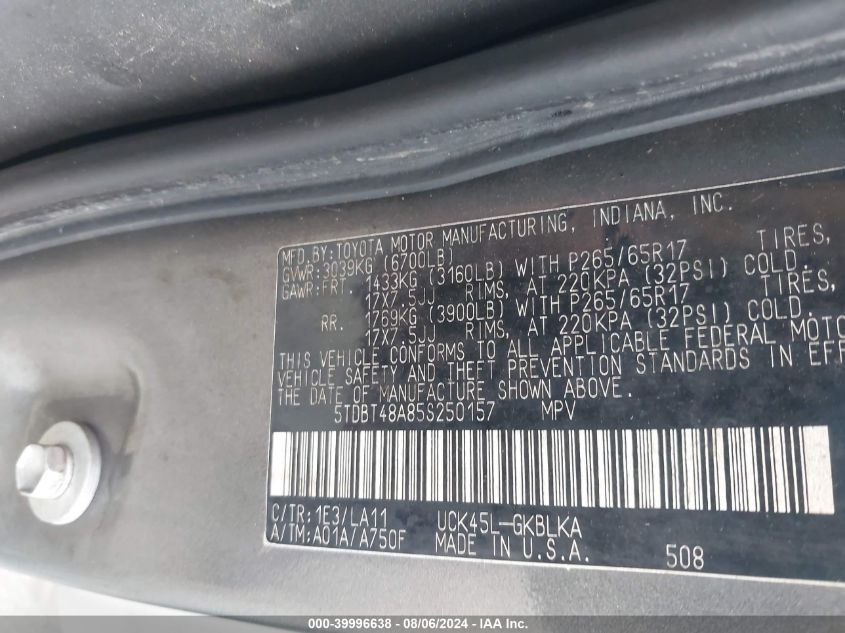 MFD. BY: TOYOTA MOTOR MANUFACTURING, INDIANA, INC.
GVWR: 3039KG (6700LB)
GAWR: FRT. 1433KG (3160LB) WITH P265/65R17 TIRES,
17X7.5JJ RIMS, AT 220KPA (32PSI) COLD.
RR. 1769KG (3900LB) WITH P265/65R17 TIRES,
17X7.5JJ RIMS, AT 220KPA (32PSI) COLD.
THIS VEHICLE CONFORMS TO ALL APPLICABLE FEDERAL MOTO
VEHICLE SAFETY AND THEFT PREVENTION STANDARDS IN EFF
THE DATE OF MANUFACTURE SHOWN ABOVE.
5TDBT48A85S250157 MPV
C/TR: 1E3/LA11 UCK45L-GKBLKA
A/TM: A01A/A750F MADE IN U.S.A. 508
000-39996638 - 08/06/2024 - IAA Inc.